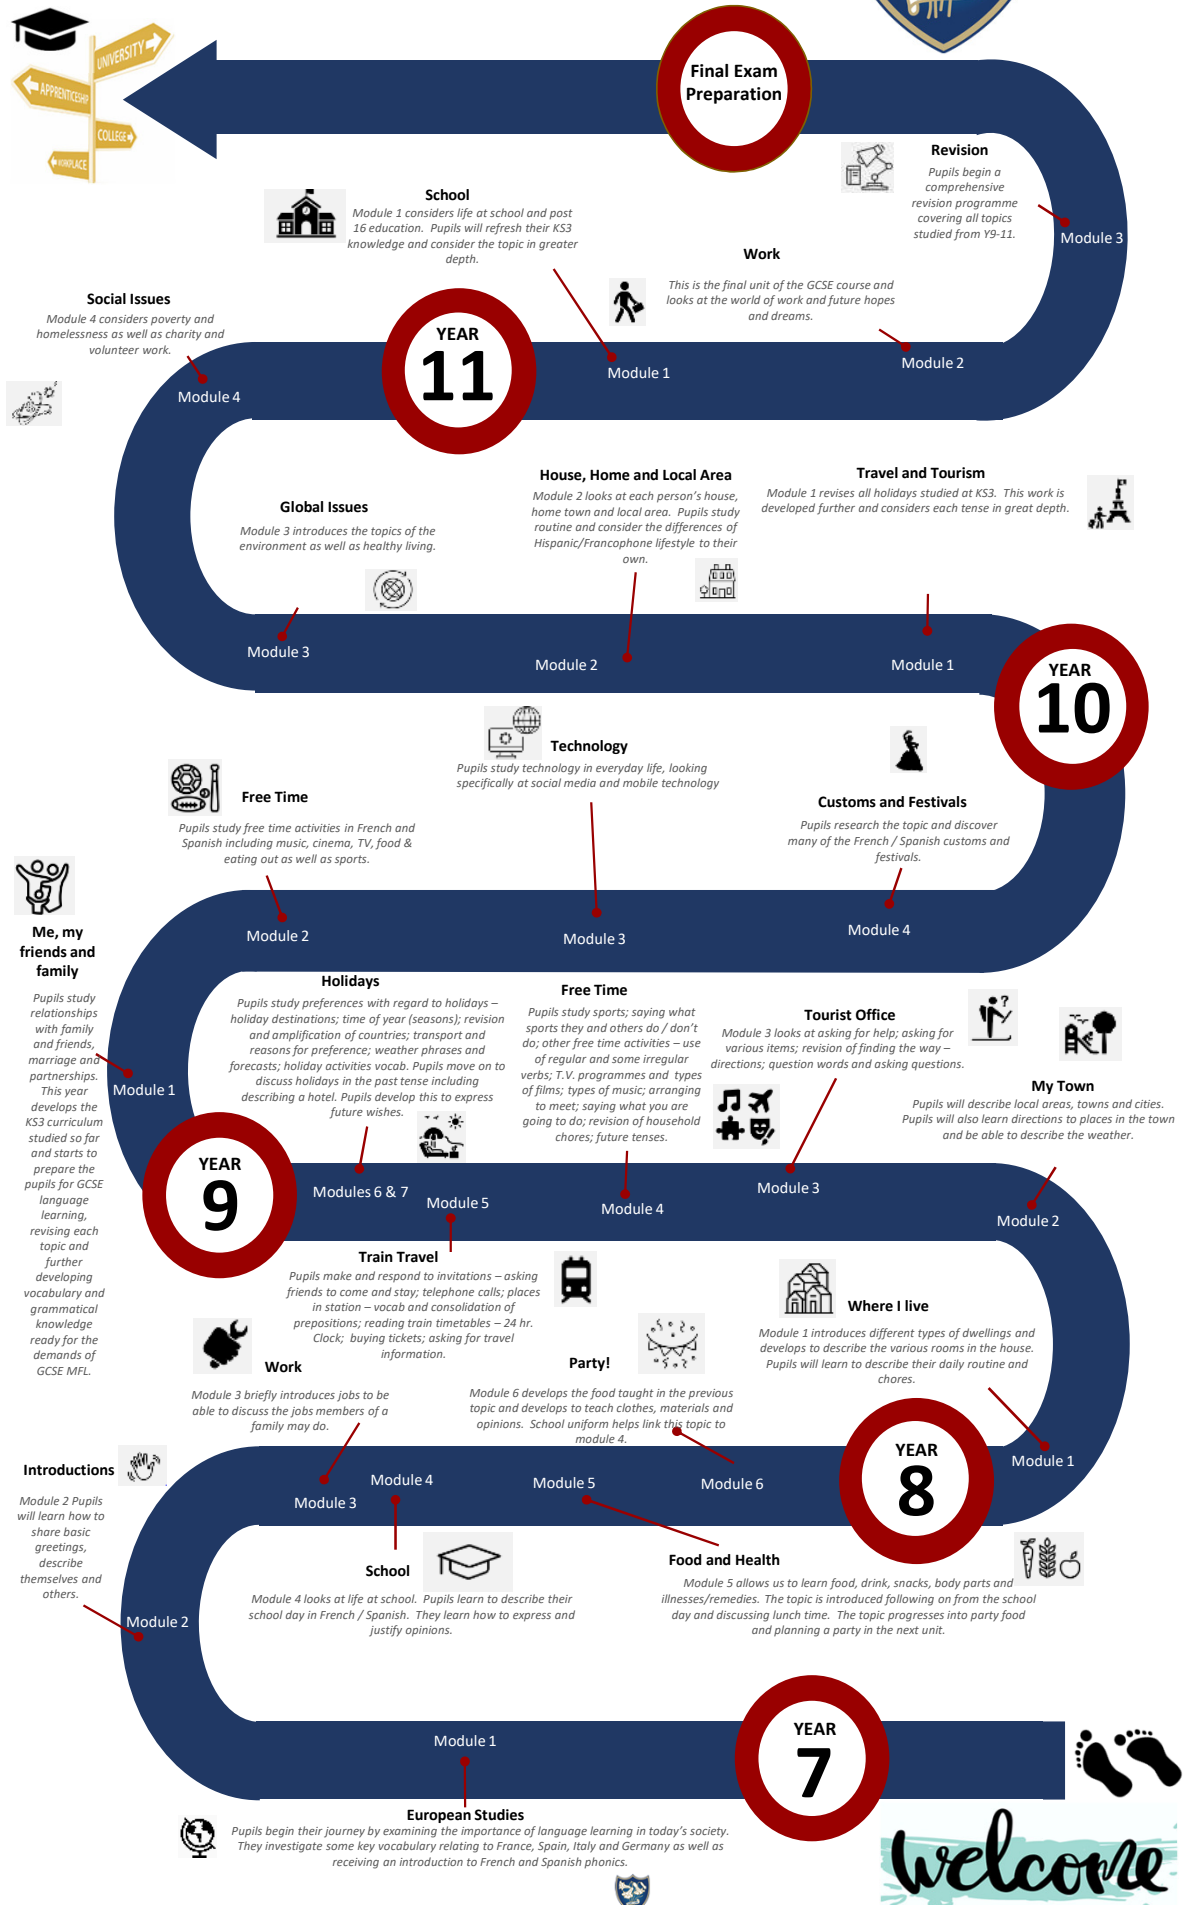 UNIVERSITY
APPRENTICESHIP
COLLEGE
WORKPLACE
Final Exam
Preparation
Revision
Pupils begin a
comprehensive
revision programme
covering all topics
studied from Y9-11.
Module 3
School
Module 1 considers life at school and post
16 education. Pupils will refresh their KS3
knowledge and consider the topic in greater
depth.
Work
This is the final unit of the GCSE course and
looks at the world of work and future hopes
and dreams.
Social Issues
Module 4 considers poverty and
homelessness as well as charity and
volunteer work.
YEAR
11
Module 1
Module 2
Module 4
Global Issues
Module 3 introduces the topics of the
environment as well as healthy living.
House, Home and Local Area
Module 2 looks at each person's house,
home town and local area. Pupils study
routine and consider the differences of
Hispanic/Francophone lifestyle to their
own.
Travel and Tourism
Module 1 revises all holidays studied at KS3. This work is
developed further and considers each tense in great depth.
Module 3
Module 2
Module 1
YEAR
10
Technology
Pupils study technology in everyday life, looking
specifically at social media and mobile technology
Free Time
Pupils study free time activities in French and
Spanish including music, cinema, TV, food &
eating out as well as sports.
Customs and Festivals
Pupils research the topic and discover
many of the French / Spanish customs and
festivals.
Module 2
Module 3
Module 4
Me, my
friends and
family
Pupils study
relationships
with family
and friends,
marriage and
partnerships.
This year
develops the
KS3 curriculum
studied so far
and starts to
prepare the
pupils for GCSE
language
learning,
revising each
topic and
further
developing
vocabulary and
grammatical
knowledge
ready for the
demands of
GCSE MFL.
Module 1
Holidays
Pupils study preferences with regard to holidays –
holiday destinations; time of year (seasons); revision
and amplification of countries; transport and
reasons for preference; weather phrases and
forecasts; holiday activities vocab. Pupils move on to
discuss holidays in the past tense including
describing a hotel. Pupils develop this to express
future wishes.
Free Time
Pupils study sports; saying what
sports they and others do / don't
do; other free time activities – use
of regular and some irregular
verbs; T.V. programmes and types
of films; types of music; arranging
to meet; saying what you are
going to do; revision of household
chores; future tenses.
Tourist Office
Module 3 looks at asking for help; asking for
various items; revision of finding the way –
directions; question words and asking questions.
My Town
Pupils will describe local areas, towns and cities.
Pupils will also learn directions to places in the town
and be able to describe the weather.
YEAR
9
Modules 6 & 7
Module 5
Module 4
Module 3
Module 2
Train Travel
Pupils make and respond to invitations – asking
friends to come and stay; telephone calls; places
in station – vocab and consolidation of
prepositions; reading train timetables – 24 hr.
Clock; buying tickets; asking for travel
information.
Where I live
Module 1 introduces different types of dwellings and
develops to describe the various rooms in the house.
Pupils will learn to describe their daily routine and
chores.
Work
Module 3 briefly introduces jobs to be
able to discuss the jobs members of a
family may do.
Party!
Module 6 develops the food taught in the previous
topic and develops to teach clothes, materials and
opinions. School uniform helps link this topic to
module 4.
YEAR
8
Module 1
Introductions
Module 2 Pupils
will learn how to
share basic
greetings,
describe
themselves and
others.
Module 3
Module 4
Module 5
Module 6
School
Module 4 looks at life at school. Pupils learn to describe their
school day in French / Spanish. They learn how to express and
justify opinions.
Food and Health
Module 5 allows us to learn food, drink, snacks, body parts and
illnesses/remedies. The topic is introduced following on from the school
day and discussing lunch time. The topic progresses into party food
and planning a party in the next unit.
Module 2
Module 1
YEAR
7
European Studies
Pupils begin their journey by examining the importance of language learning in today's society.
They investigate some key vocabulary relating to France, Spain, Italy and Germany as well as
receiving an introduction to French and Spanish phonics.
welcome